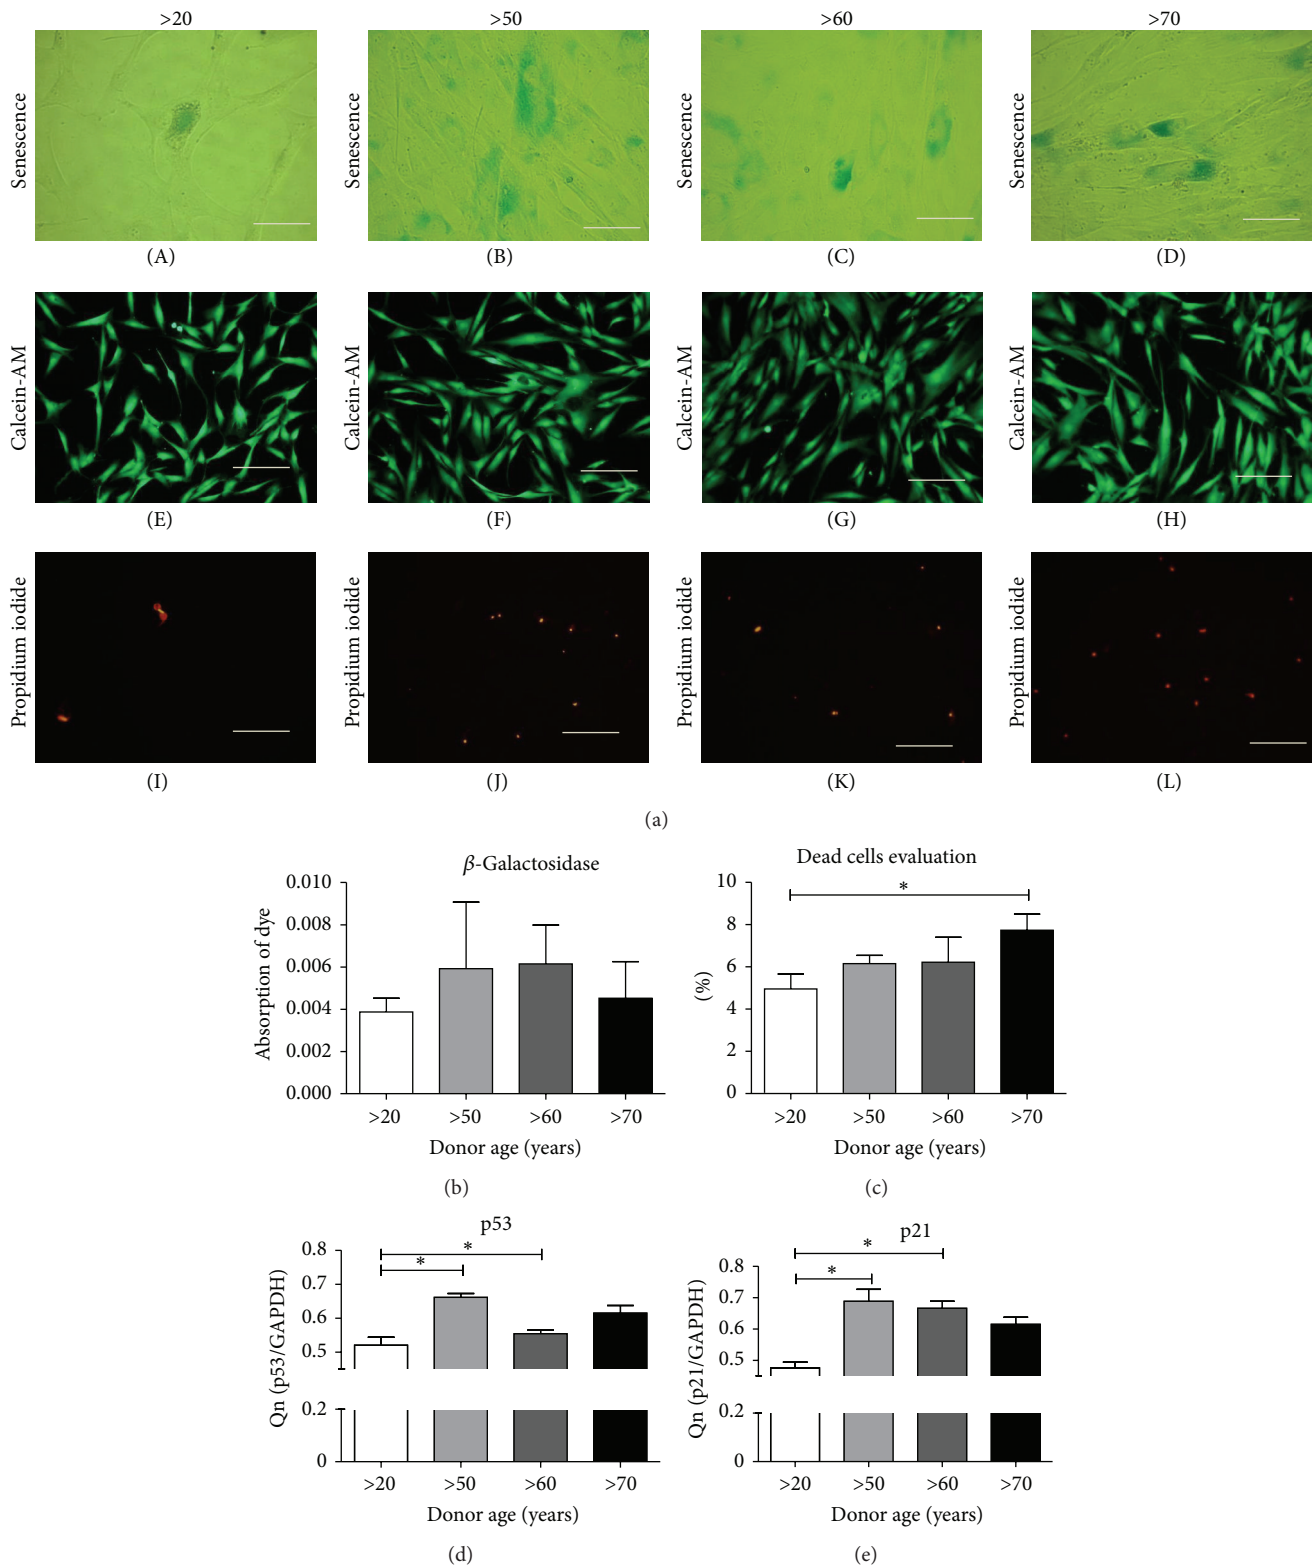 >20 >50 >60 >70
Senescence Senescence Senescence Senescence
(A) (B) (C) (D)
Calcein-AM Calcein-AM Calcein-AM Calcein-AM
(E) (F) (G) (H)
Propidium iodide Propidium iodide Propidium iodide Propidium iodide
(I) (J) (K) (L)
(a)
β-Galactosidase
Absorption of dye
0.010
0.008
0.006
0.004
0.002
0.000
>20 >50 >60 >70
Donor age (years)
(b)
Dead cells evaluation
(%)
10
8
6
4
2
0
*
>20 >50 >60 >70
Donor age (years)
(c)
p53
Qn (p53/GAPDH)
0.8
0.7
0.6
0.5
0.2
0
*
*
>20 >50 >60 >70
Donor age (years)
(d)
p21
Qn (p21/GAPDH)
0.8
0.7
0.6
0.5
0.2
0
*
*
>20 >50 >60 >70
Donor age (years)
(e)